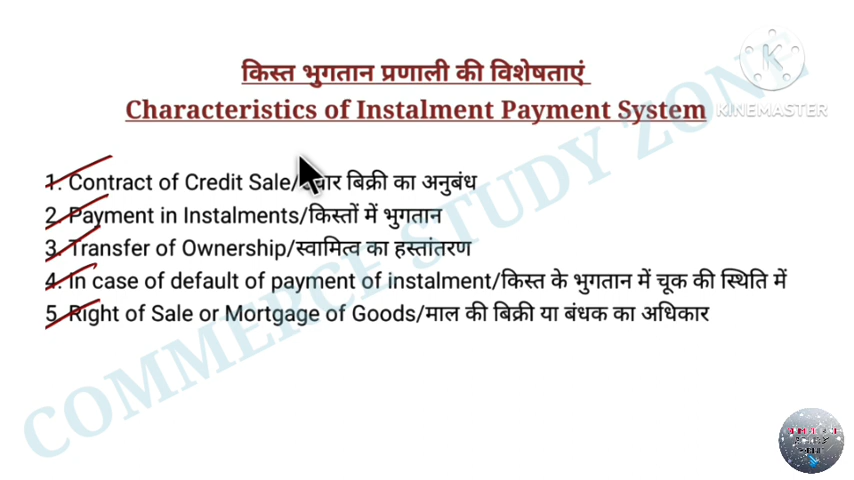 किस्त भुगतान प्रणाली की विशेषताएं
Characteristics of Instalment Payment System
KINEMASTER
1. Contract of Credit Sale/ बिक्री का अनुबंध
2. Payment in Instalments/किस्तों में भुगतान
3. Transfer of Ownership/स्वामित्व का हस्तांतरण
4. In case of default of payment of instalment/किस्त के भुगतान में चूक की स्थिति में
5. Right of Sale or Mortgage of Goods/माल की बिक्री या बंधक का अधिकार
COMMERCE STUDY ZONE